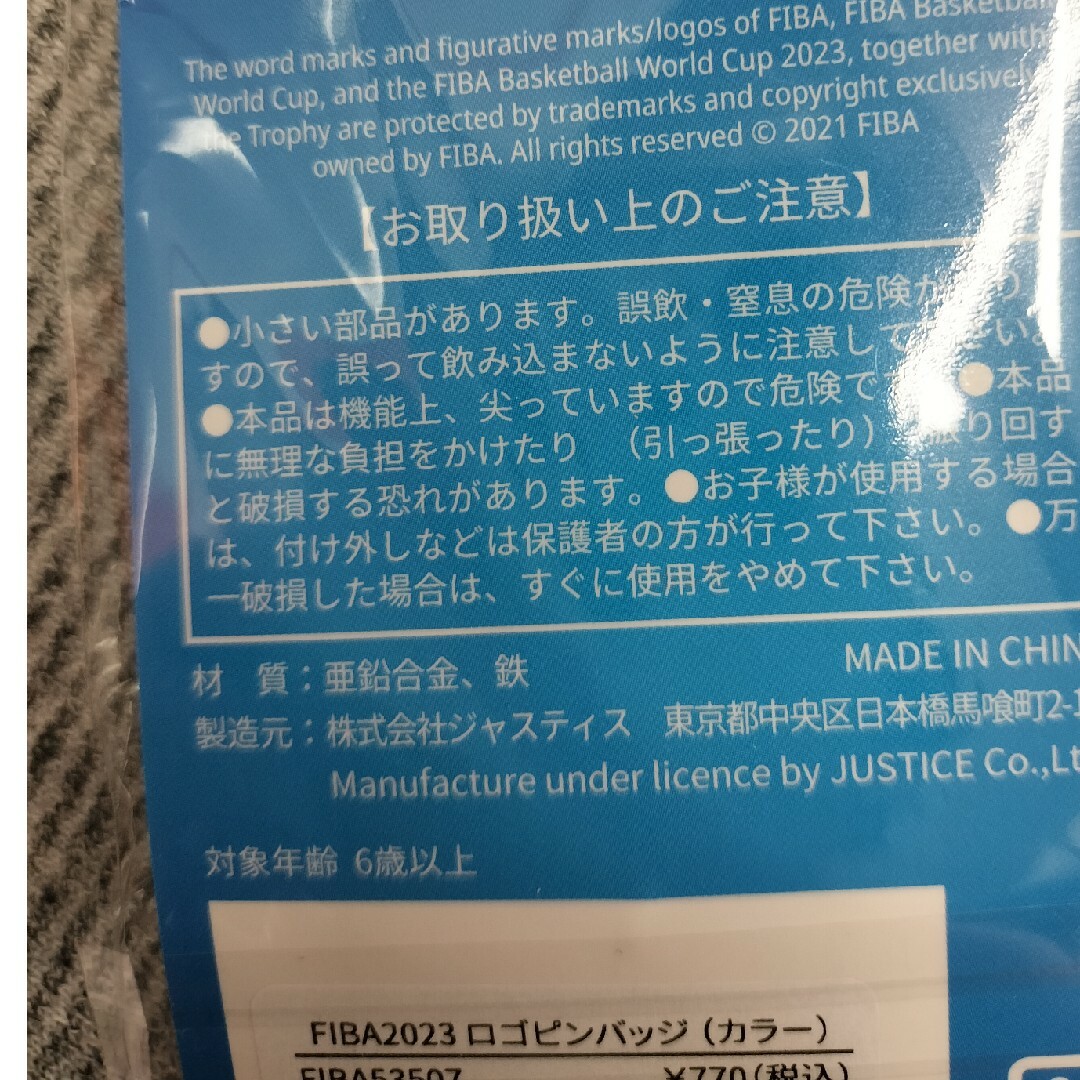 The word marks and figurative marks/logos of FIBA, FIBA Basketball
World Cup, and the FIBA Basketball World Cup 2023, together with
the Trophy are protected by trademarks and copyright exclusively
owned by FIBA. All rights reserved © 2021 FIBA
【お取り扱い上のご注意】
●小さい部品があります。誤飲・窒息の危険があり
すので、誤って飲み込まないように注意して さい
●本品は機能上、尖っていますので危険で ●本品
に無理な負担をかけたり (引っ張ったり) 振り回す
と破損する恐れがあります。●お子様が使用する場合
は、付け外しなどは保護者の方が行って下さい。●万
一破損した場合は、すぐに使用をやめて下さい。
材 質:亜鉛合金、鉄
MADE IN CHIN
製造元:株式会社ジャスティス 東京都中央区日本橋馬喰町2-1
Manufacture under licence by JUSTICE Co.,Lt
対象年齢 6歳以上
FIBA2023 ロゴピンバッジ (カラー)
FIBA53507 ¥770(税込)